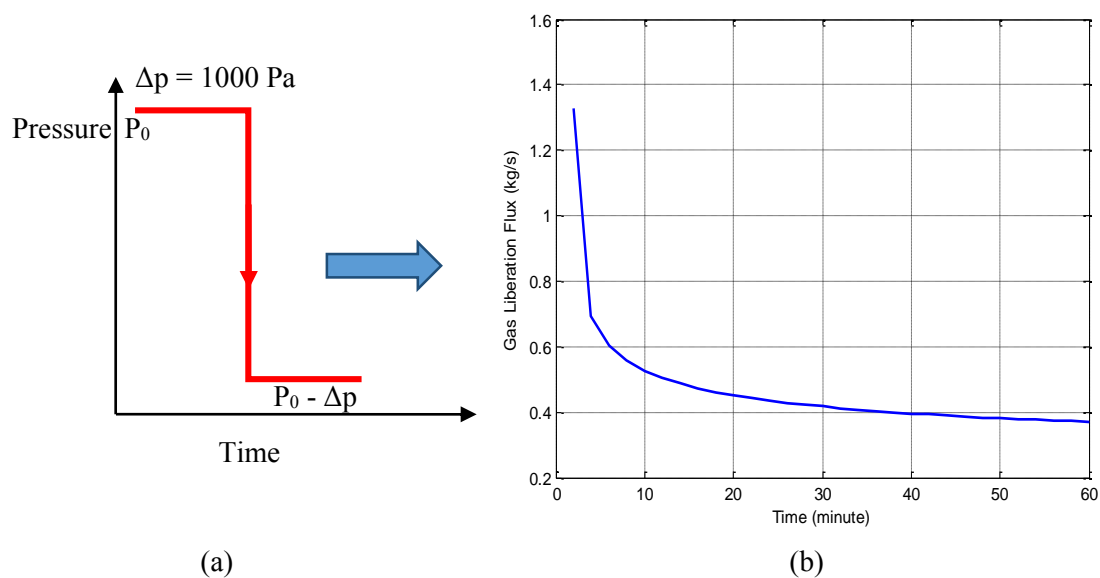 Δp = 1000 Pa
Pressure P₀
P₀ - Δp
Time
(a)
Gas Liberation Flux (kg/s)
1.6
1.4
1.2
1
0.8
0.6
0.4
0.2
0 10 20 30 40 50 60
Time (minute)
(b)